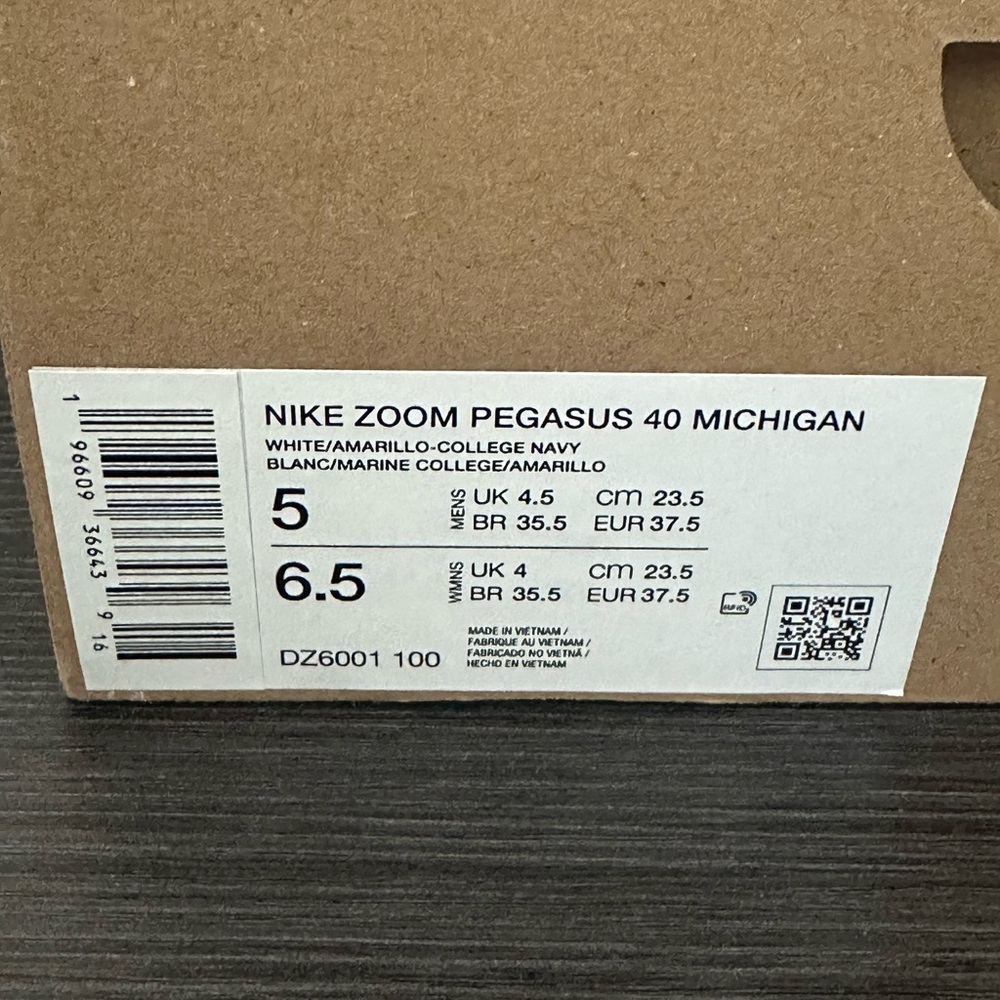 1 96609 36643 9 16
NIKE ZOOM PEGASUS 40 MICHIGAN
WHITE/AMARILLO-COLLEGE NAVY
BLANC/MARINE COLLEGE/AMARILLO
5 MENS UK 4.5 CM 23.5
BR 35.5 EUR 37.5
6.5 WMNS UK 4 CM 23.5
BR 35.5 EUR 37.5
MADE IN VIETNAM /
FABRIQUE AU VIETNAM /
FABRICADO NO VIETNÃ /
HECHO EN VIETNAM
DZ6001 100